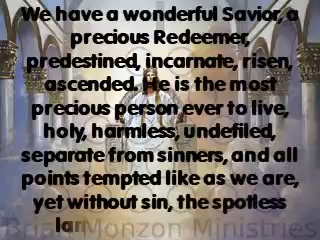 We have a wonderful Savior, a
precious Redeemer,
predestined, incarnate, risen,
ascended. He is the most
precious person ever to live,
holy, harmless, undefiled,
separate from sinners, and all
points tempted like as we are,
yet without sin, the spotless
lam
Brian Monzon Ministries